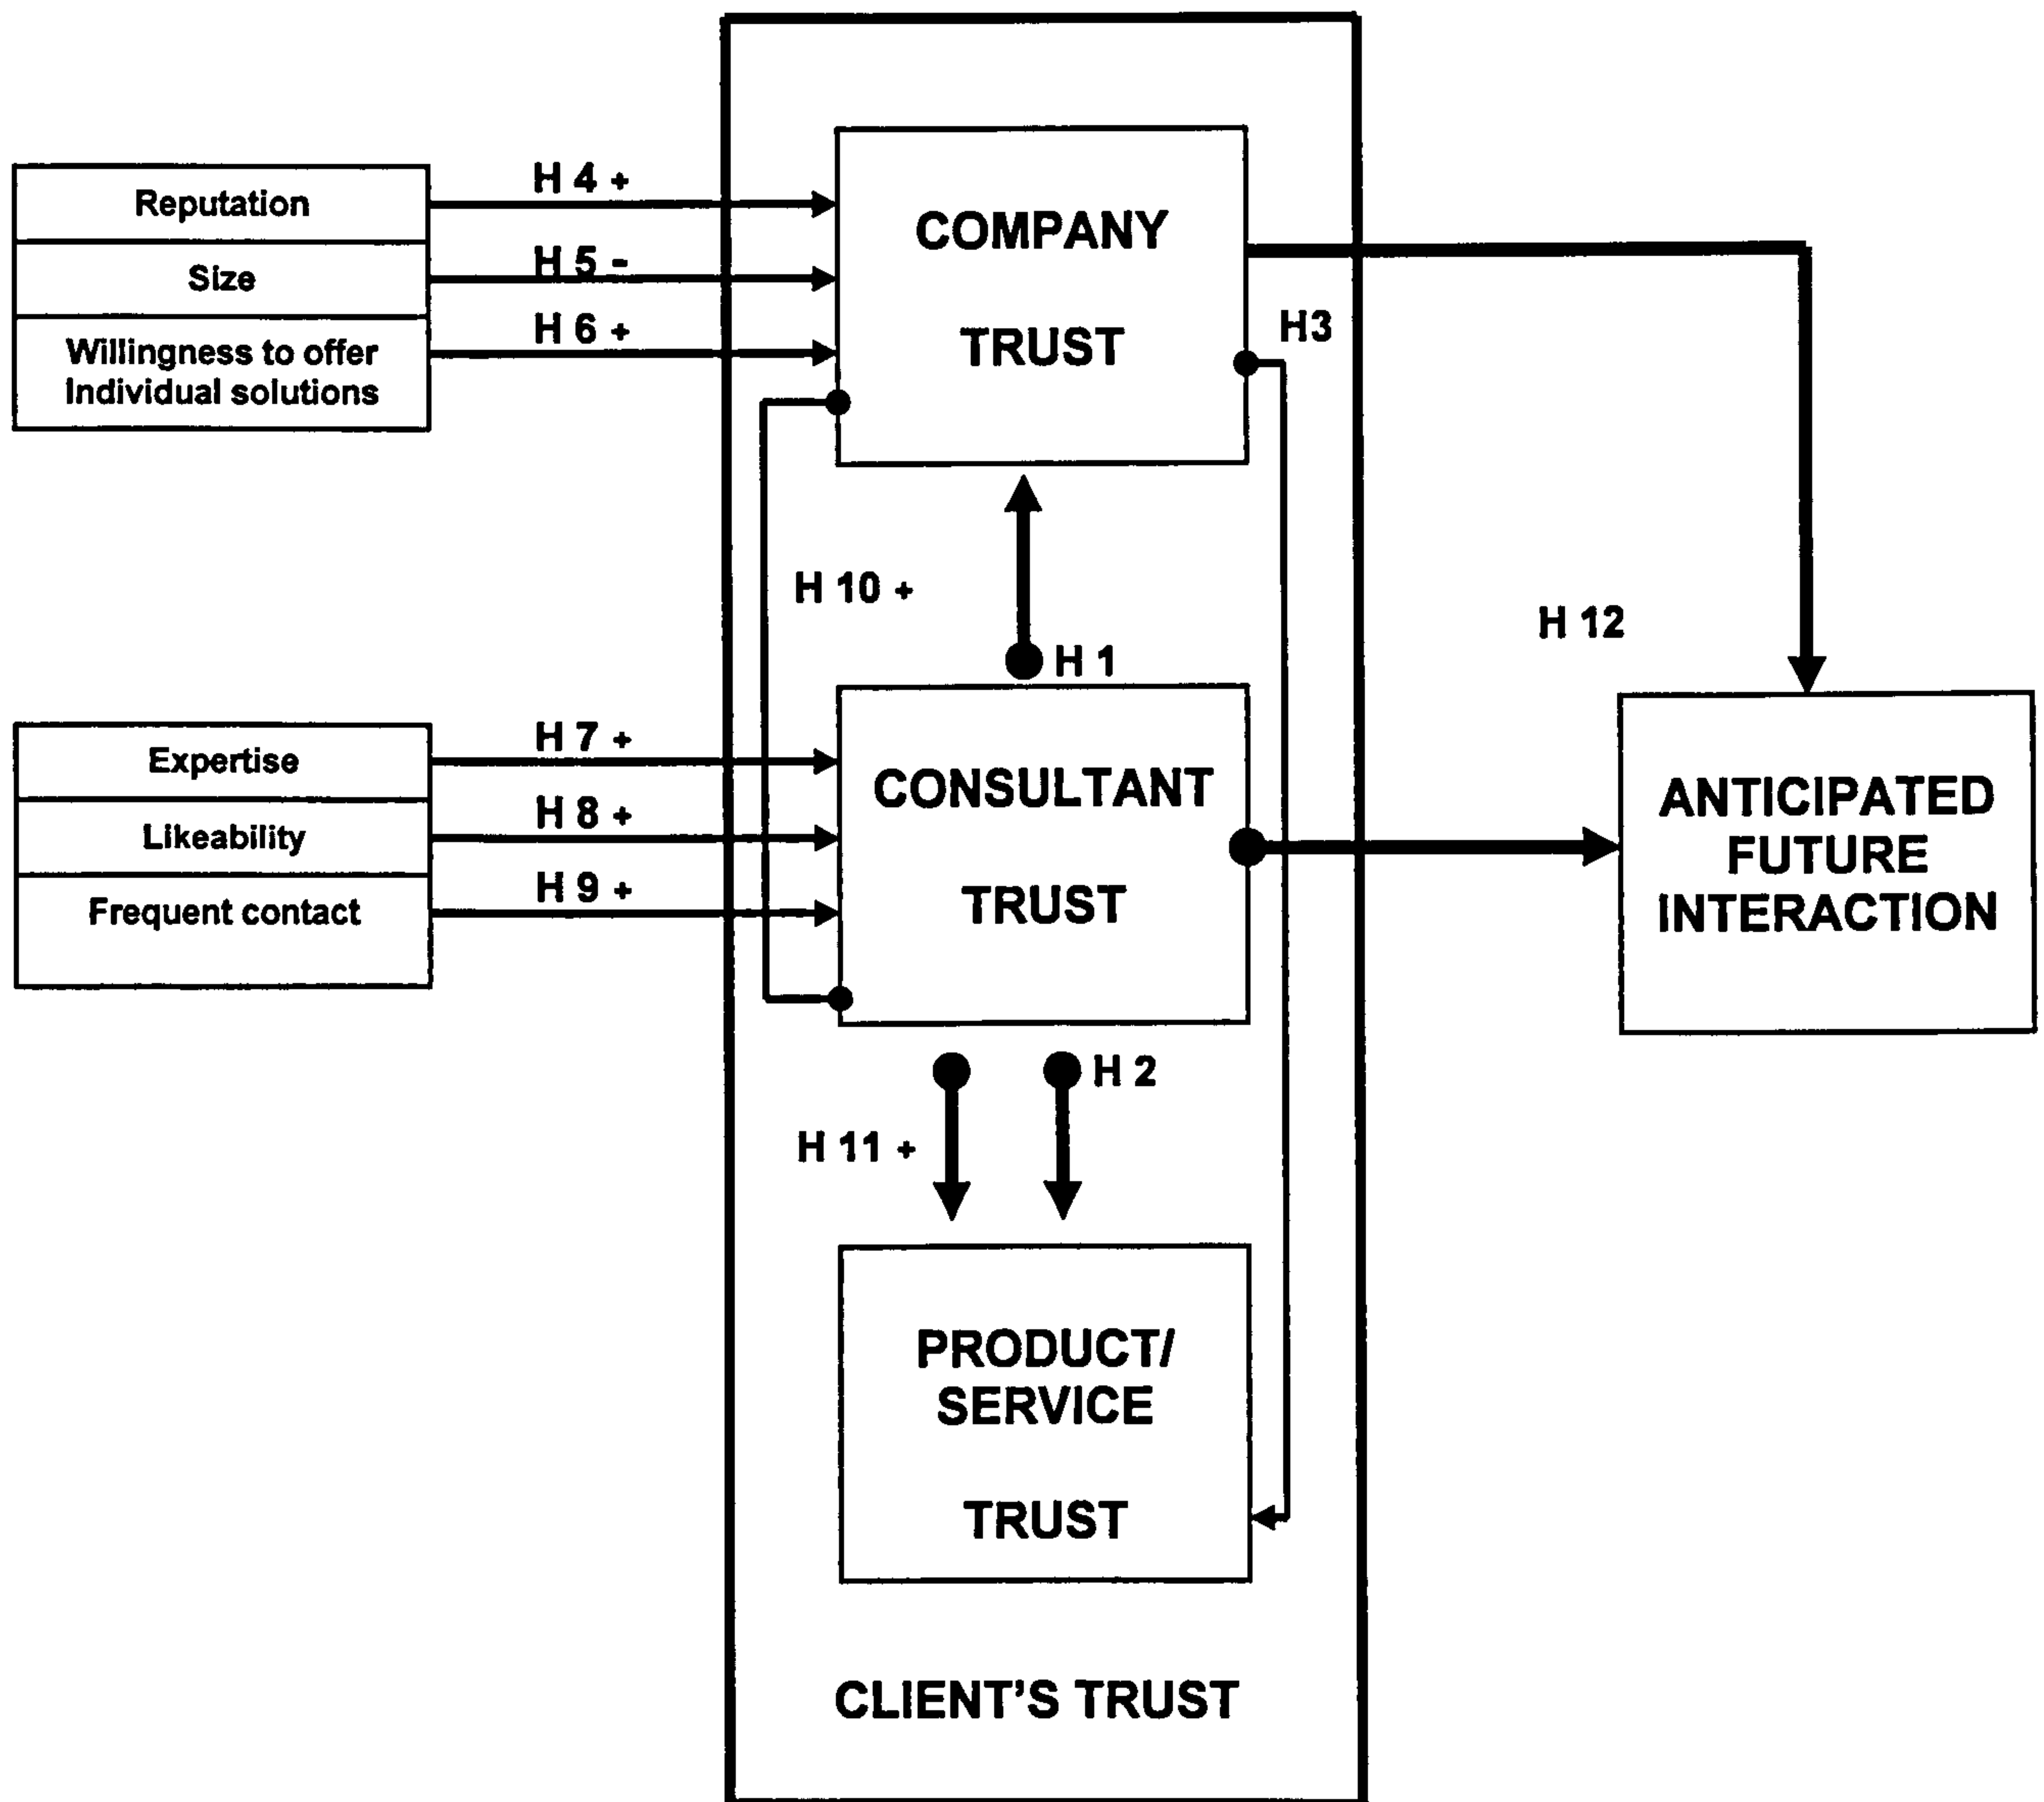 H 4 +
Reputation
COMPANY
H 5 -
Size
H 6 +
H3
TRUST
Willingness to offer
Individual solutions
H 10 +
H 12
H 1
H 7 +
Expertise
CONSULTANT
ANTICIPATED
H 8 +
Likeability
FUTURE
H 9 +
Frequent contact
TRUST
INTERACTION
H 2
H 11 +
PRODUCT/
SERVICE
TRUST
CLIENT'S TRUST